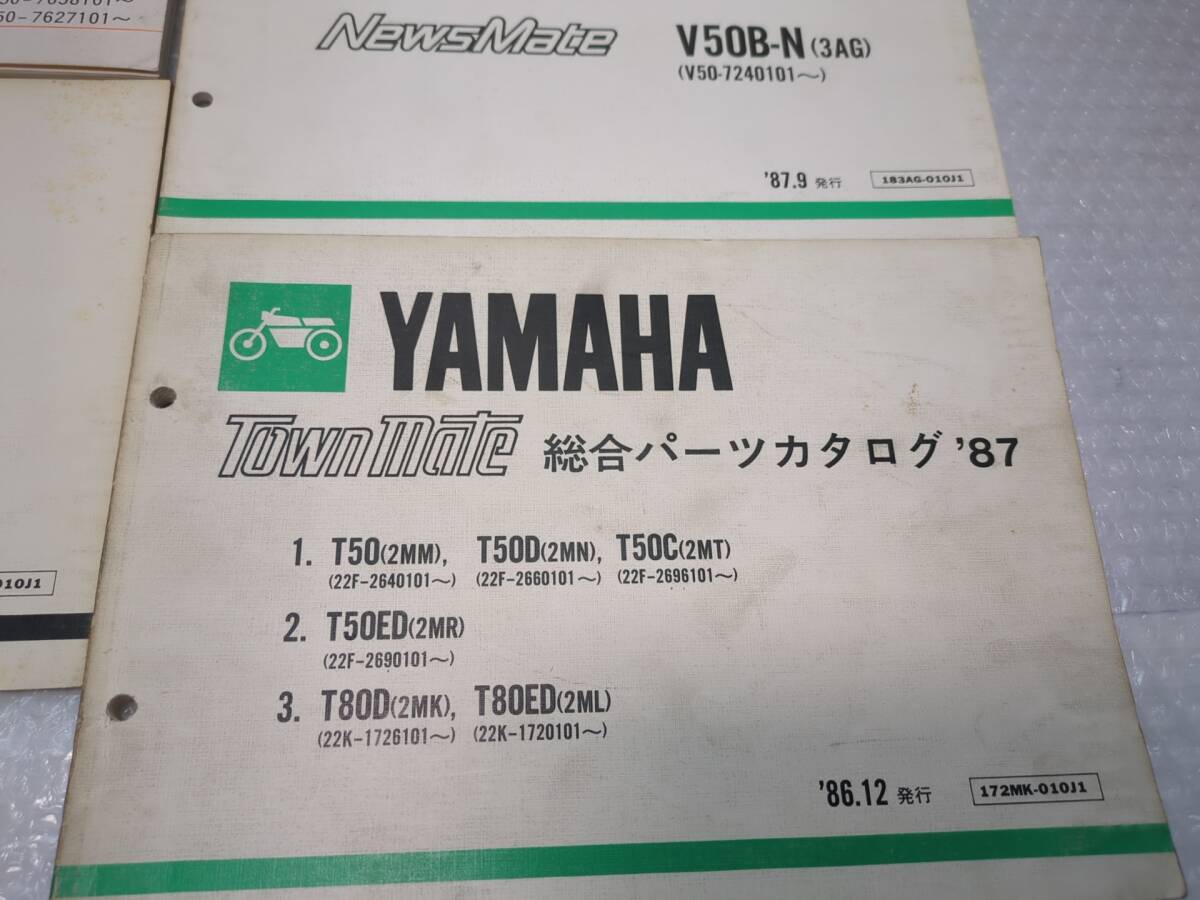 7627101～
NewsMate V50B-N(3AG)
(V50-7240101～)
'87.9 発行 183AG-010J1
010J1
YAMAHA
TownMate 総合パーツカタログ '87
1. T50(2MM), T50D(2MN), T50C(2MT)
(22F-2640101～) (22F-2660101～) (22F-2696101～)
2. T50ED(2MR)
(22F-2690101～)
3. T80D(2MK), T80ED(2ML)
(22K-1726101～) (22K-1720101～)
'86.12 発行 172MK-010J1